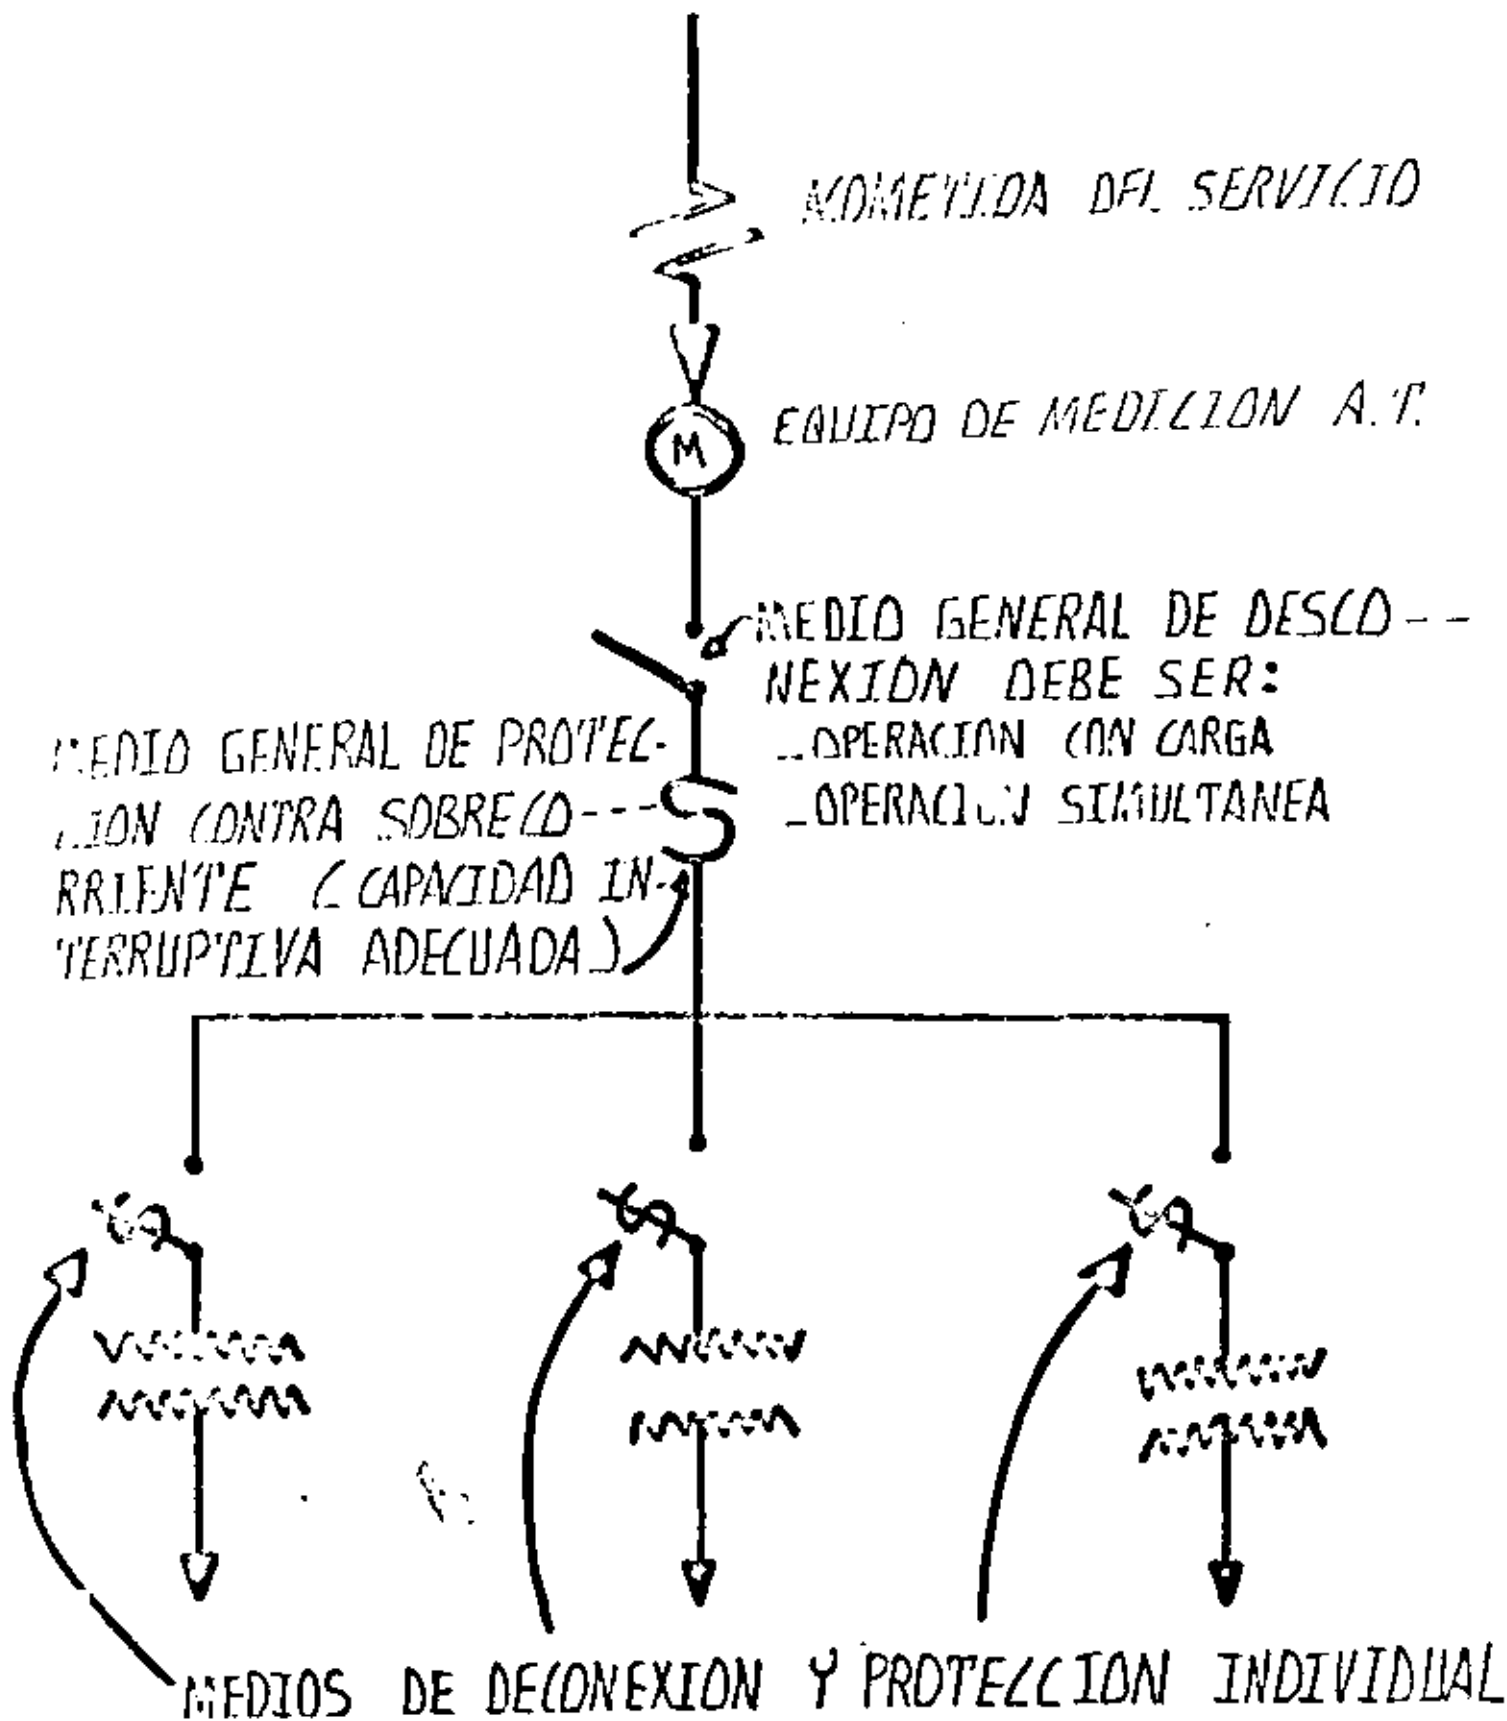 ACOMETIDA DEL SERVICIO
EQUIPO DE MEDICION A.T.
M
MEDIO GENERAL DE DESCO--
NEXIÓN DEBE SER:
-OPERACION CON CARGA
-OPERACION SIMULTANEA
MEDIO GENERAL DE PROTEC-
CION CONTRA SOBRECO---
RRIENTE (CAPACIDAD IN-
TERRUPTIVA ADECUADA)
MEDIOS DE DECONEXION Y PROTECCION INDIVIDUAL